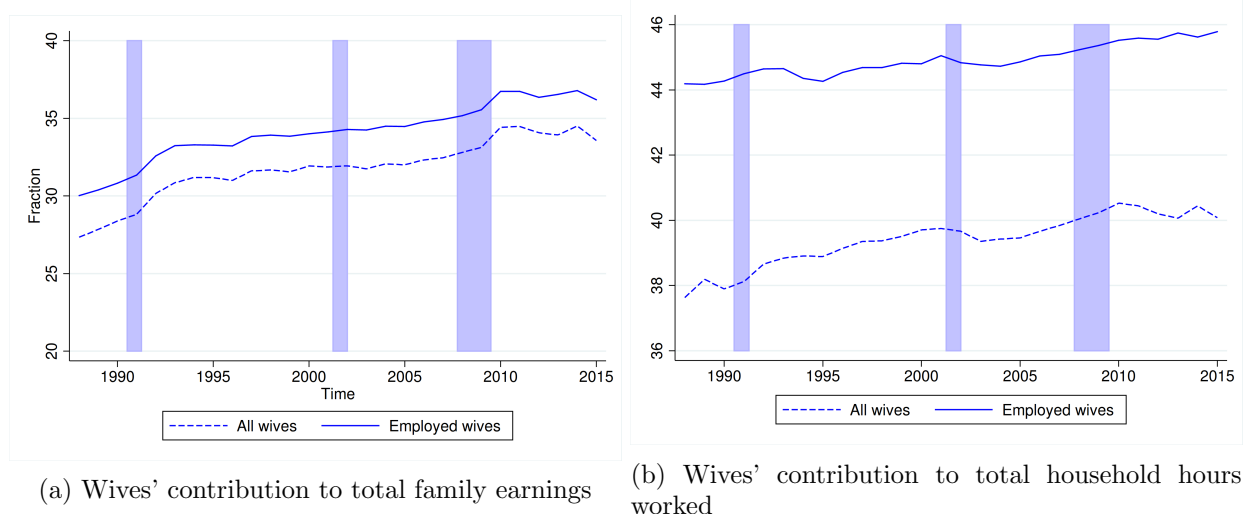 40
35
30
25
20
Fraction
1990 1995 2000 2005 2010 2015
Time
All wives Employed wives
(a) Wives' contribution to total family earnings
46
44
42
40
38
36
1990 1995 2000 2005 2010 2015
All wives Employed wives
(b) Wives' contribution to total household hours
worked